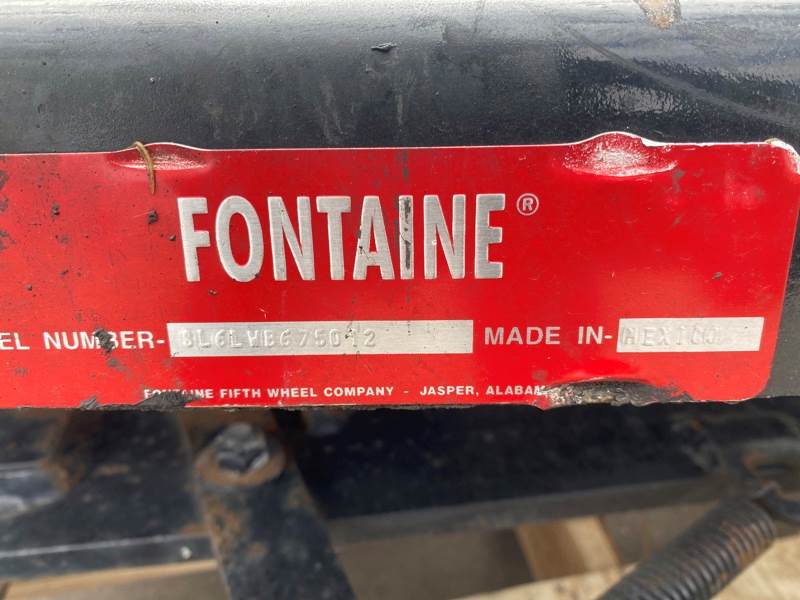 FONTAINE®
EL NUMBER- MADE IN- MEXICO
FONTAINE FIFTH WHEEL COMPANY - JASPER, ALABAM